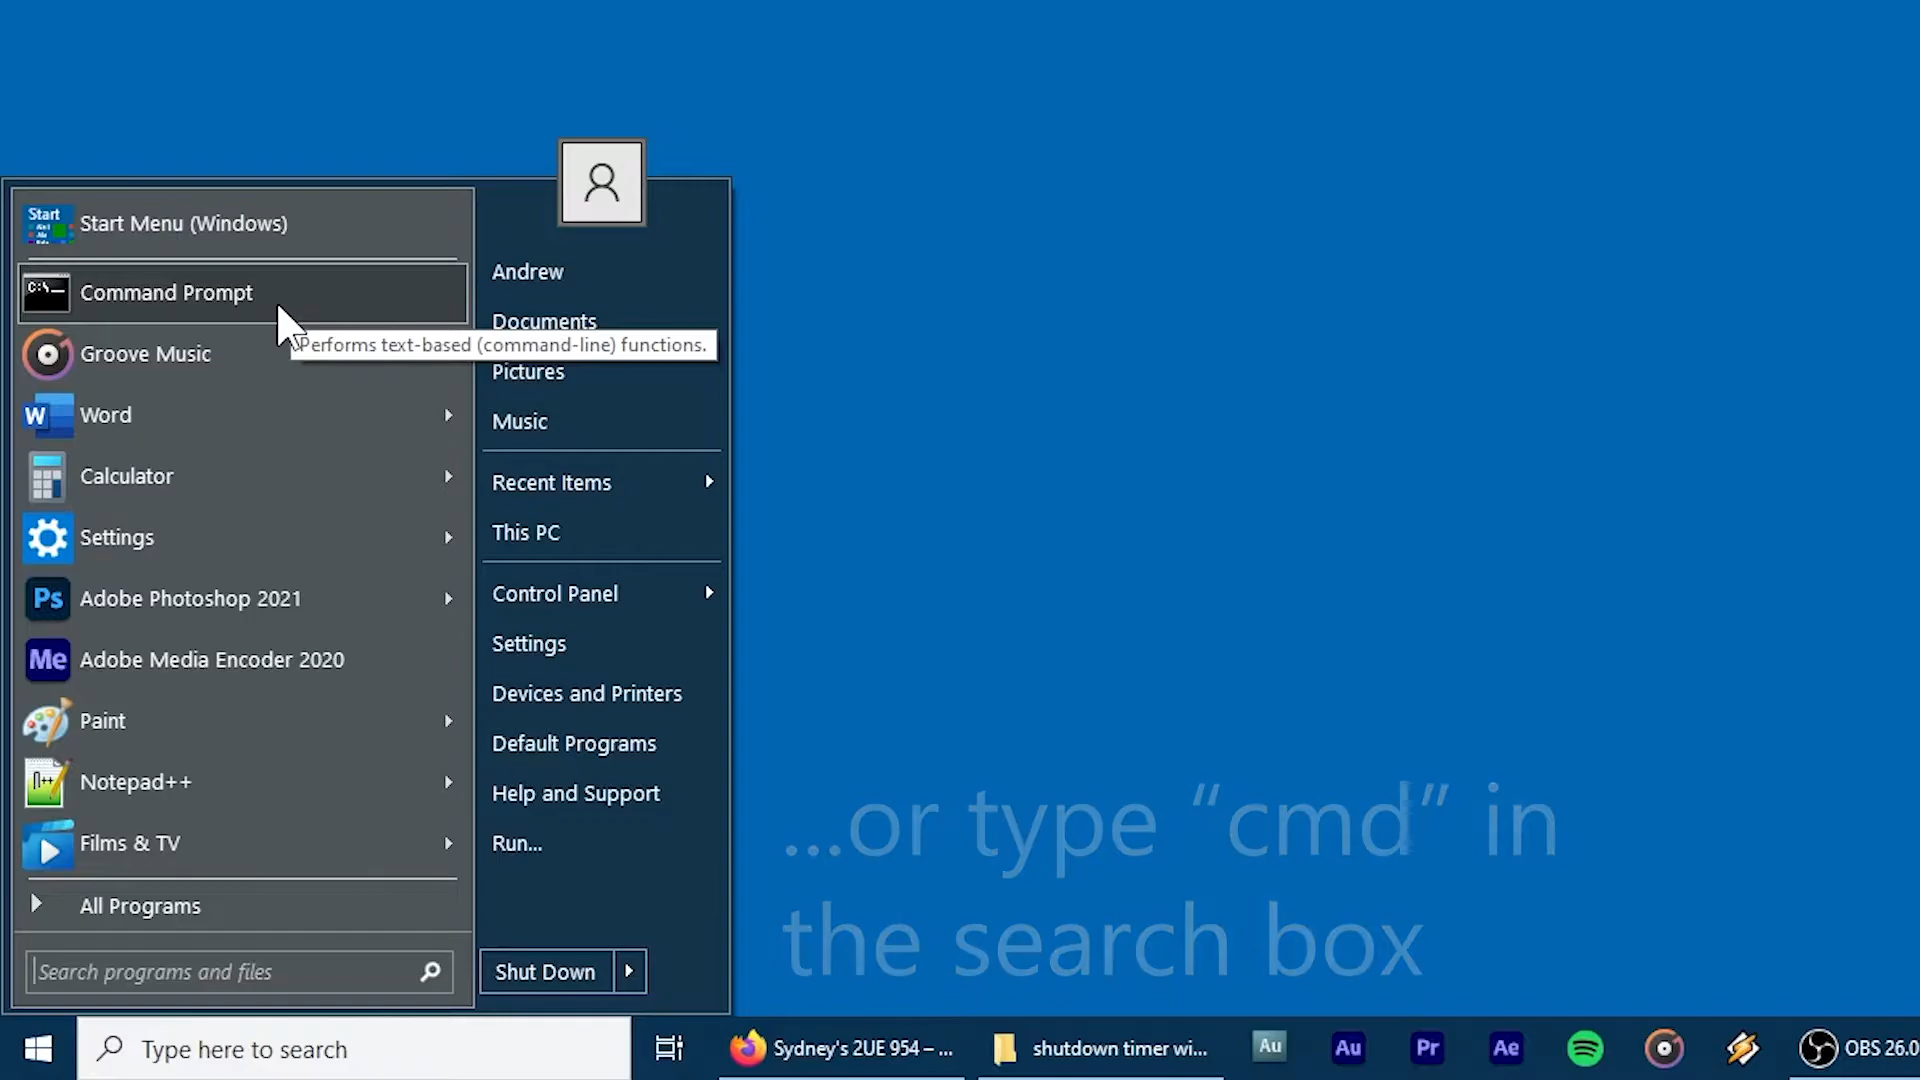 Start
Start Menu (Windows)
C:\
Command Prompt
Performs text-based (command-line) functions.
Groove Music
W
Word
Calculator
Settings
Ps
Adobe Photoshop 2021
Me
Adobe Media Encoder 2020
Paint
Notepad++
Films & TV
All Programs
Search programs and files
Andrew
Documents
Pictures
Music
Recent Items
This PC
Control Panel
Settings
Devices and Printers
Default Programs
Help and Support
Run...
Shut Down
...or type “cmd” in
the search box
Type here to search
Sydney's 2UE 954 – ...
shutdown timer wi...
Au
Au
Pr
Ae
OBS 26.0